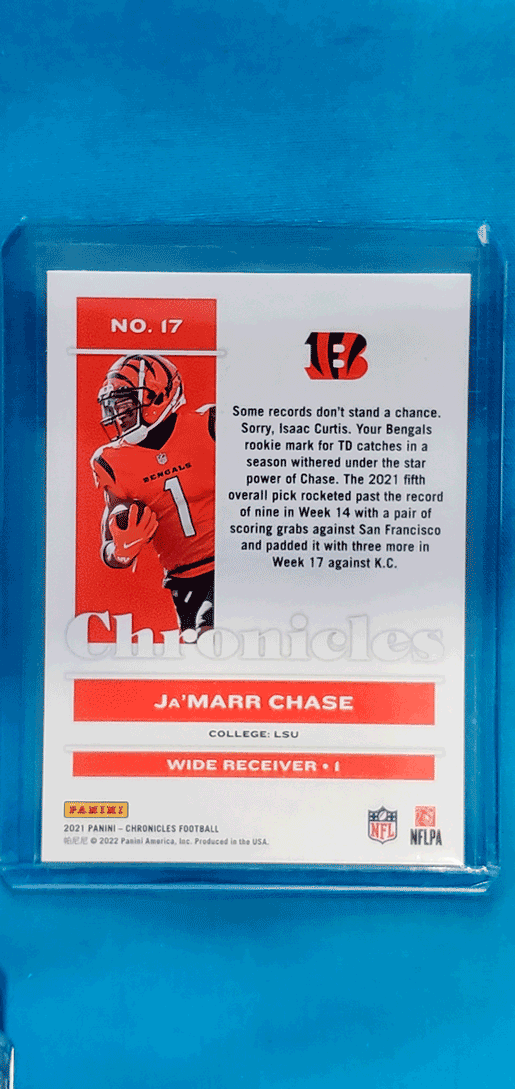 NO. 17
B
BENGALS
1
Some records don't stand a chance.
Sorry, Isaac Curtis. Your Bengals
rookie mark for TD catches in a
season withered under the star
power of Chase. The 2021 fifth
overall pick rocketed past the record
of nine in Week 14 with a pair of
scoring grabs against San Francisco
and padded it with three more in
Week 17 against K.C.
Chronicles
JA'MARR CHASE
COLLEGE: LSU
WIDE RECEIVER • 1
PANINI
2021 PANINI – CHRONICLES FOOTBALL
帕尼尼 © 2022 Panini America, Inc. Produced in the USA.
NFL
NFLPA